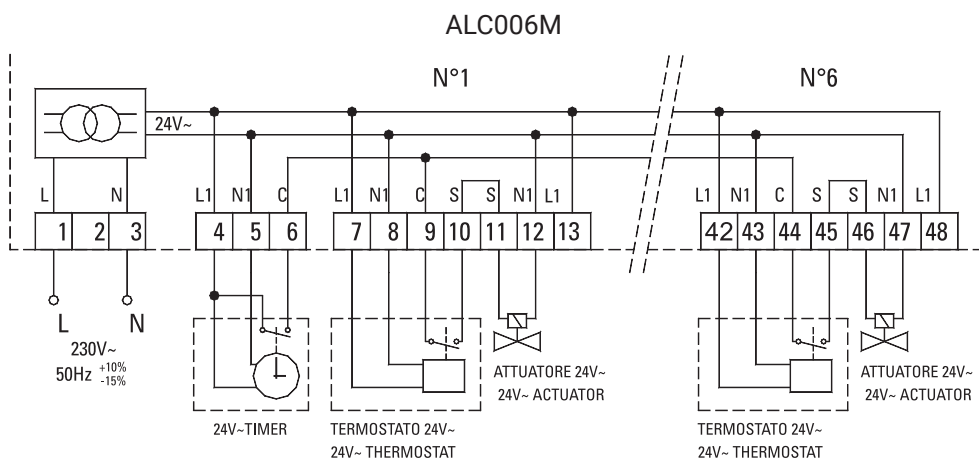 ALC006M
N°1 N°6
24V~
L N L1 N1 C L1 N1 C S S N1 L1 L1 N1 C S S N1 L1
1 2 3 4 5 6 7 8 9 10 11 12 13 42 43 44 45 46 47 48
L N
230V~
50Hz +10% -15%
24V~TIMER
TERMOSTATO 24V~
24V~ THERMOSTAT
ATTUATORE 24V~
24V~ ACTUATOR
TERMOSTATO 24V~
24V~ THERMOSTAT
ATTUATORE 24V~
24V~ ACTUATOR